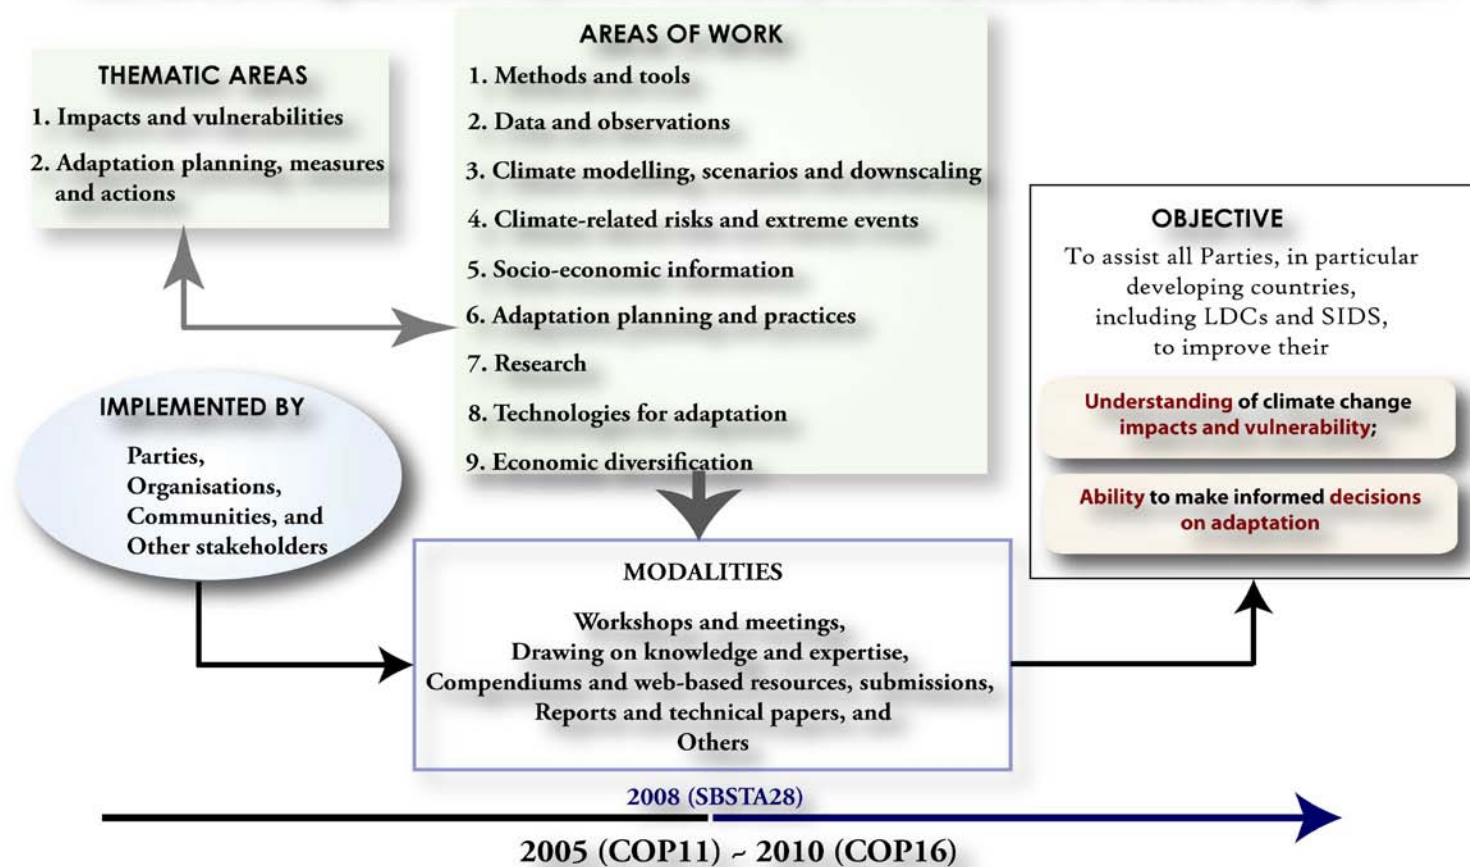 THEMATIC AREAS
1. Impacts and vulnerabilities
2. Adaptation planning, measures
and actions
AREAS OF WORK
1. Methods and tools
2. Data and observations
3. Climate modelling, scenarios and downscaling
4. Climate-related risks and extreme events
5. Socio-economic information
6. Adaptation planning and practices
7. Research
8. Technologies for adaptation
9. Economic diversification
OBJECTIVE
To assist all Parties, in particular
developing countries,
including LDCs and SIDS,
to improve their
Understanding of climate change
impacts and vulnerability;
Ability to make informed decisions
on adaptation
IMPLEMENTED BY
Parties,
Organisations,
Communities, and
Other stakeholders
MODALITIES
Workshops and meetings,
Drawing on knowledge and expertise,
Compendiums and web-based resources, submissions,
Reports and technical papers, and
Others
2008 (SBSTA28)
2005 (COP11) ~ 2010 (COP16)